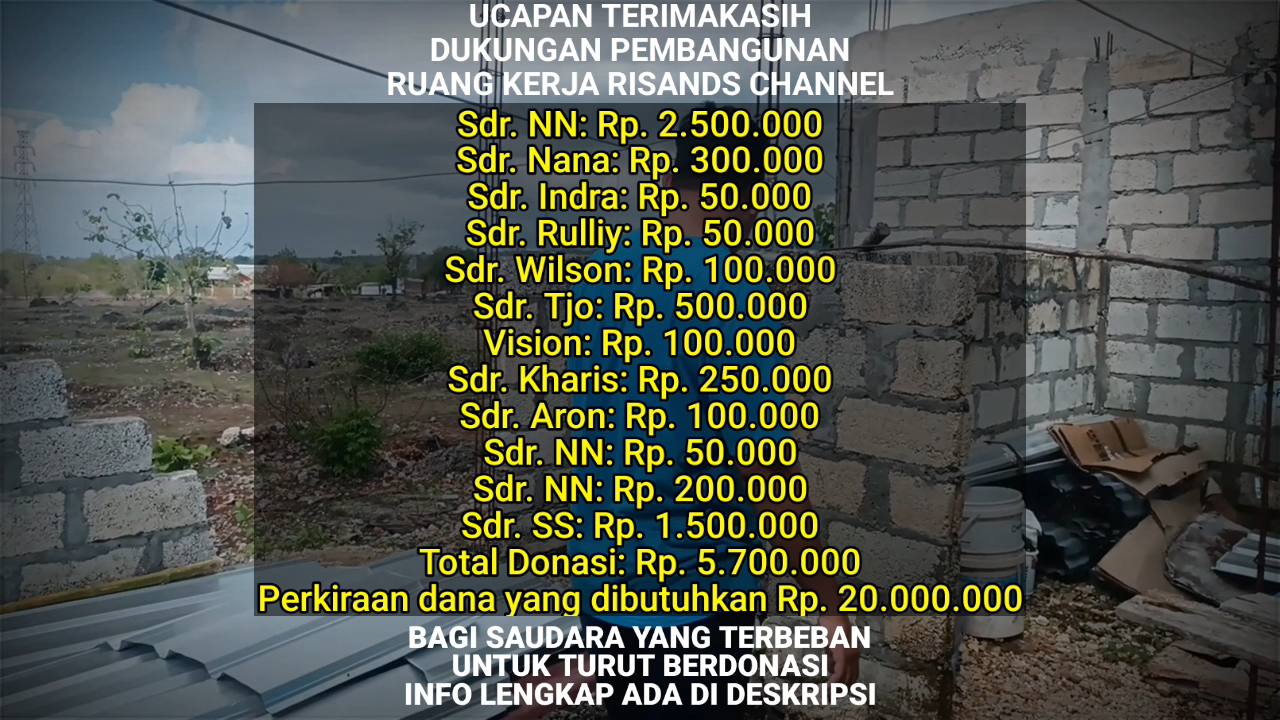 UCAPAN TERIMAKASIH
DUKUNGAN PEMBANGUNAN
RUANG KERJA RISANDS CHANNEL
Sdr. NN: Rp. 2.500.000
Sdr. Nana: Rp. 300.000
Sdr. Indra: Rp. 50.000
Sdr. Rulliy: Rp. 50.000
Sdr. Wilson: Rp. 100.000
Sdr. Tjo: Rp. 500.000
Vision: Rp. 100.000
Sdr. Kharis: Rp. 250.000
Sdr. Aron: Rp. 100.000
Sdr. NN: Rp. 50.000
Sdr. NN: Rp. 200.000
Sdr. SS: Rp. 1.500.000
Total Donasi: Rp. 5.700.000
Perkiraan dana yang dibutuhkan Rp. 20.000.000
BAGI SAUDARA YANG TERBEBAN
UNTUK TURUT BERDONASI
INFO LENGKAP ADA DI DESKRIPSI